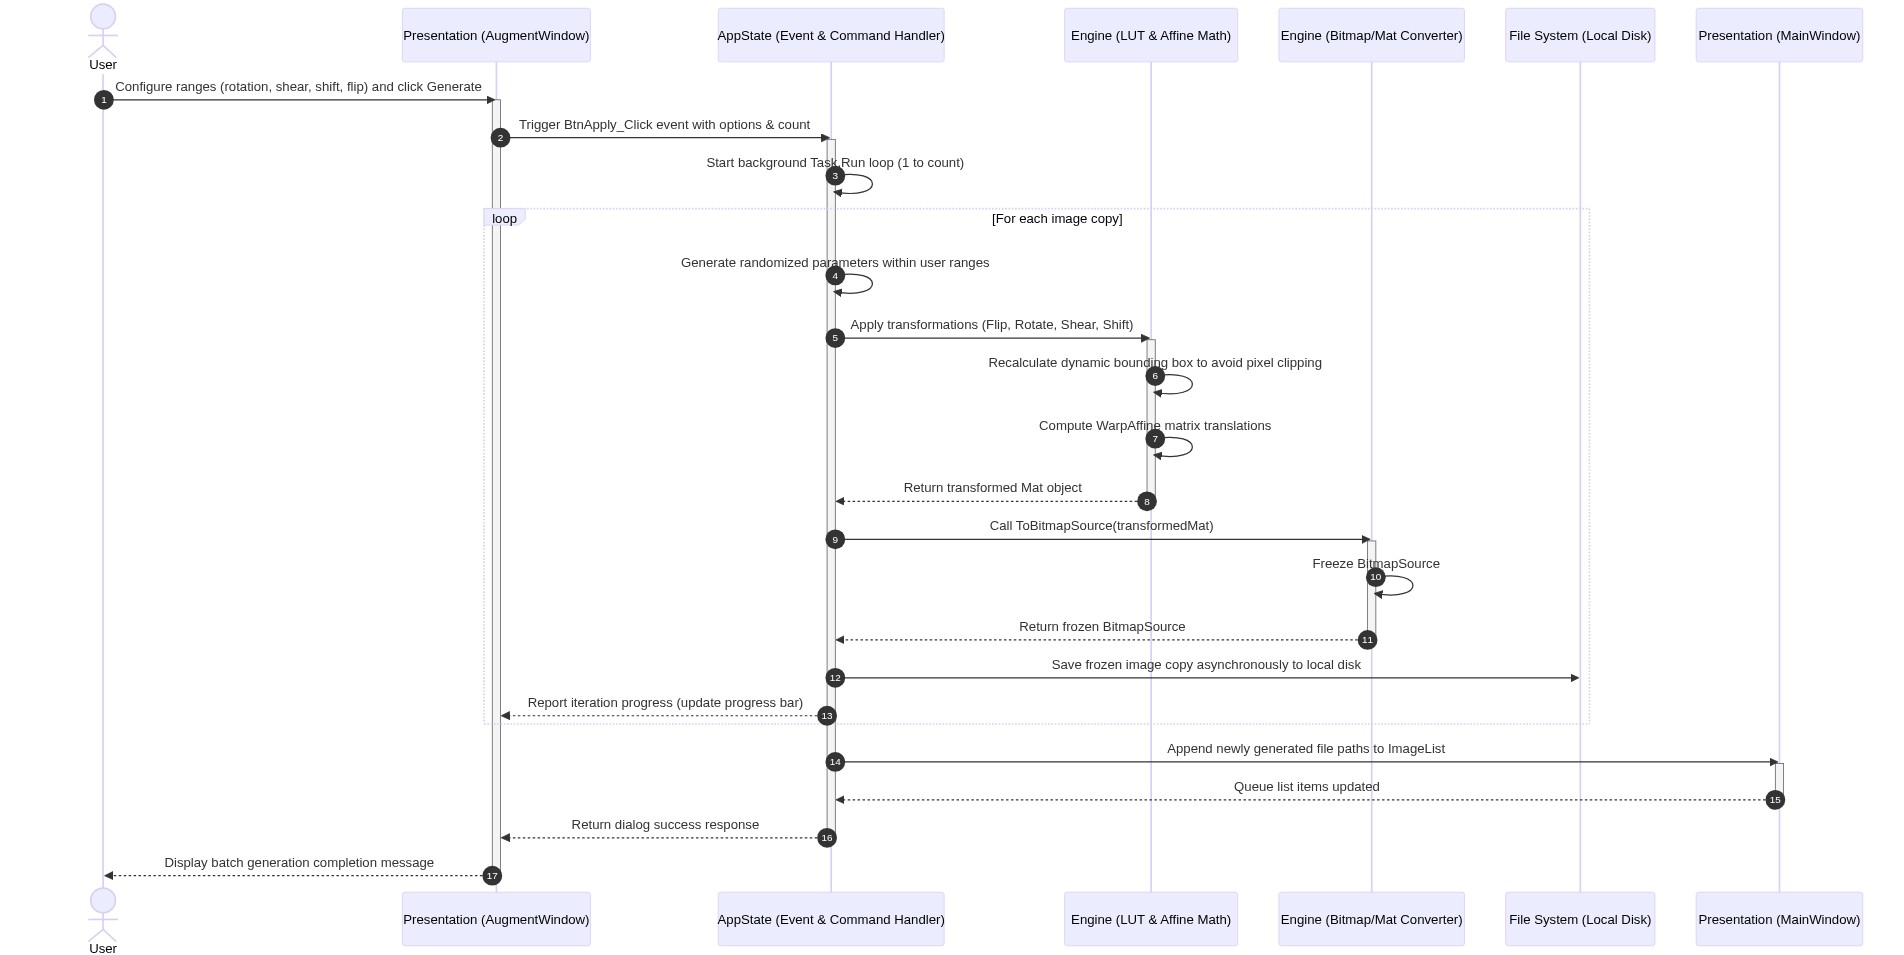 Presentation (AugmentWindow)
AppState (Event & Command Handler)
Engine (LUT & Affine Math)
Engine (Bitmap/Mat Converter)
File System (Local Disk)
Presentation (MainWindow)
User
Configure ranges (rotation, shear, shift, flip) and click Generate
1
Trigger BtnApply_Click event with options & count
2
Start background Task.Run loop (1 to count)
3
loop
[For each image copy]
Generate randomized parameters within user ranges
4
Apply transformations (Flip, Rotate, Shear, Shift)
5
Recalculate dynamic bounding box to avoid pixel clipping
6
Compute WarpAffine matrix translations
7
Return transformed Mat object
8
Call ToBitmapSource(transformedMat)
9
Freeze BitmapSource
10
Return frozen BitmapSource
11
Save frozen image copy asynchronously to local disk
12
Report iteration progress (update progress bar)
13
Append newly generated file paths to ImageList
14
Queue list items updated
15
Return dialog success response
16
Display batch generation completion message
17
Presentation (AugmentWindow)
AppState (Event & Command Handler)
Engine (LUT & Affine Math)
Engine (Bitmap/Mat Converter)
File System (Local Disk)
Presentation (MainWindow)
User